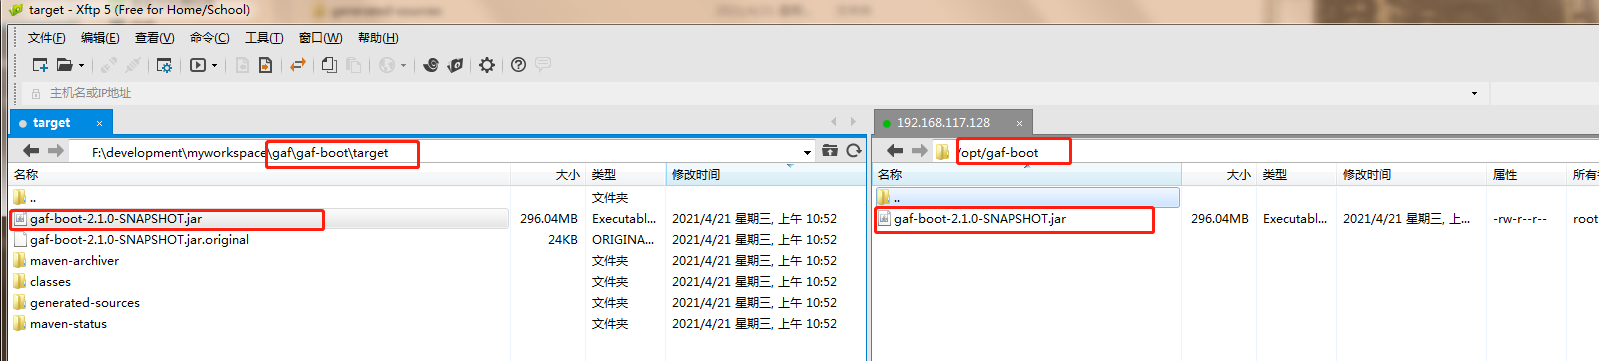 target - Xftp 5 (Free for Home/School)
文件(F) 编辑(E) 查看(V) 命令(C) 工具(T) 窗口(W) 帮助(H)
主机名或IP地址
target × 192.168.117.128 ×
F:\development\myworkspace\gaf\gaf-boot\target /opt/gaf-boot
名称 大小 类型 修改时间 名称 大小 类型 修改时间 属性 所有
.. 文件夹 ..
gaf-boot-2.1.0-SNAPSHOT.jar 296.04MB Executabl... 2021/4/21 星期三, 上午 10:52 gaf-boot-2.1.0-SNAPSHOT.jar 296.04MB Executabl... 2021/4/21 星期三, 上... -rw-r--r-- root
gaf-boot-2.1.0-SNAPSHOT.jar.original 24KB ORIGINA... 2021/4/21 星期三, 上午 10:52
maven-archiver 文件夹 2021/4/21 星期三, 上午 10:52
classes 文件夹 2021/4/21 星期三, 上午 10:52
generated-sources 文件夹 2021/4/21 星期三, 上午 10:52
maven-status 文件夹 2021/4/21 星期三, 上午 10:52